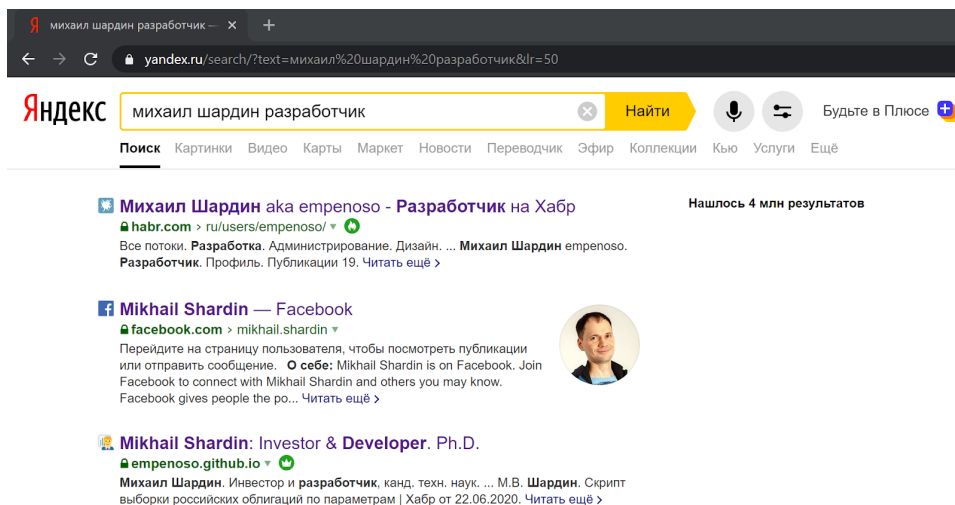 михаил шардин разработчик —
yandex.ru/search/?text=михаил%20шардин%20разработчик&lr=50
Яндекс
михаил шардин разработчик
Найти
Будьте в Плюсе
Поиск Картинки Видео Карты Маркет Новости Переводчик Эфир Коллекции Кью Услуги Ещё
Михаил Шардин aka empenoso - Разработчик на Хабр
Нашлось 4 млн результатов
habr.com › ru/users/empenoso/
Все потоки. Разработка. Администрирование. Дизайн. ... Михаил Шардин empenoso.
Разработчик. Профиль. Публикации 19. Читать ещё ›
Mikhail Shardin — Facebook
facebook.com › mikhail.shardin
Перейдите на страницу пользователя, чтобы посмотреть публикации
или отправить сообщение. О себе: Mikhail Shardin is on Facebook. Join
Facebook to connect with Mikhail Shardin and others you may know.
Facebook gives people the po... Читать ещё ›
Mikhail Shardin: Investor & Developer. Ph.D.
empenoso.github.io
Михаил Шардин. Инвестор и разработчик, канд. техн. наук. ... М.В. Шардин. Скрипт
выборки российских облигаций по параметрам | Хабр от 22.06.2020. Читать ещё ›